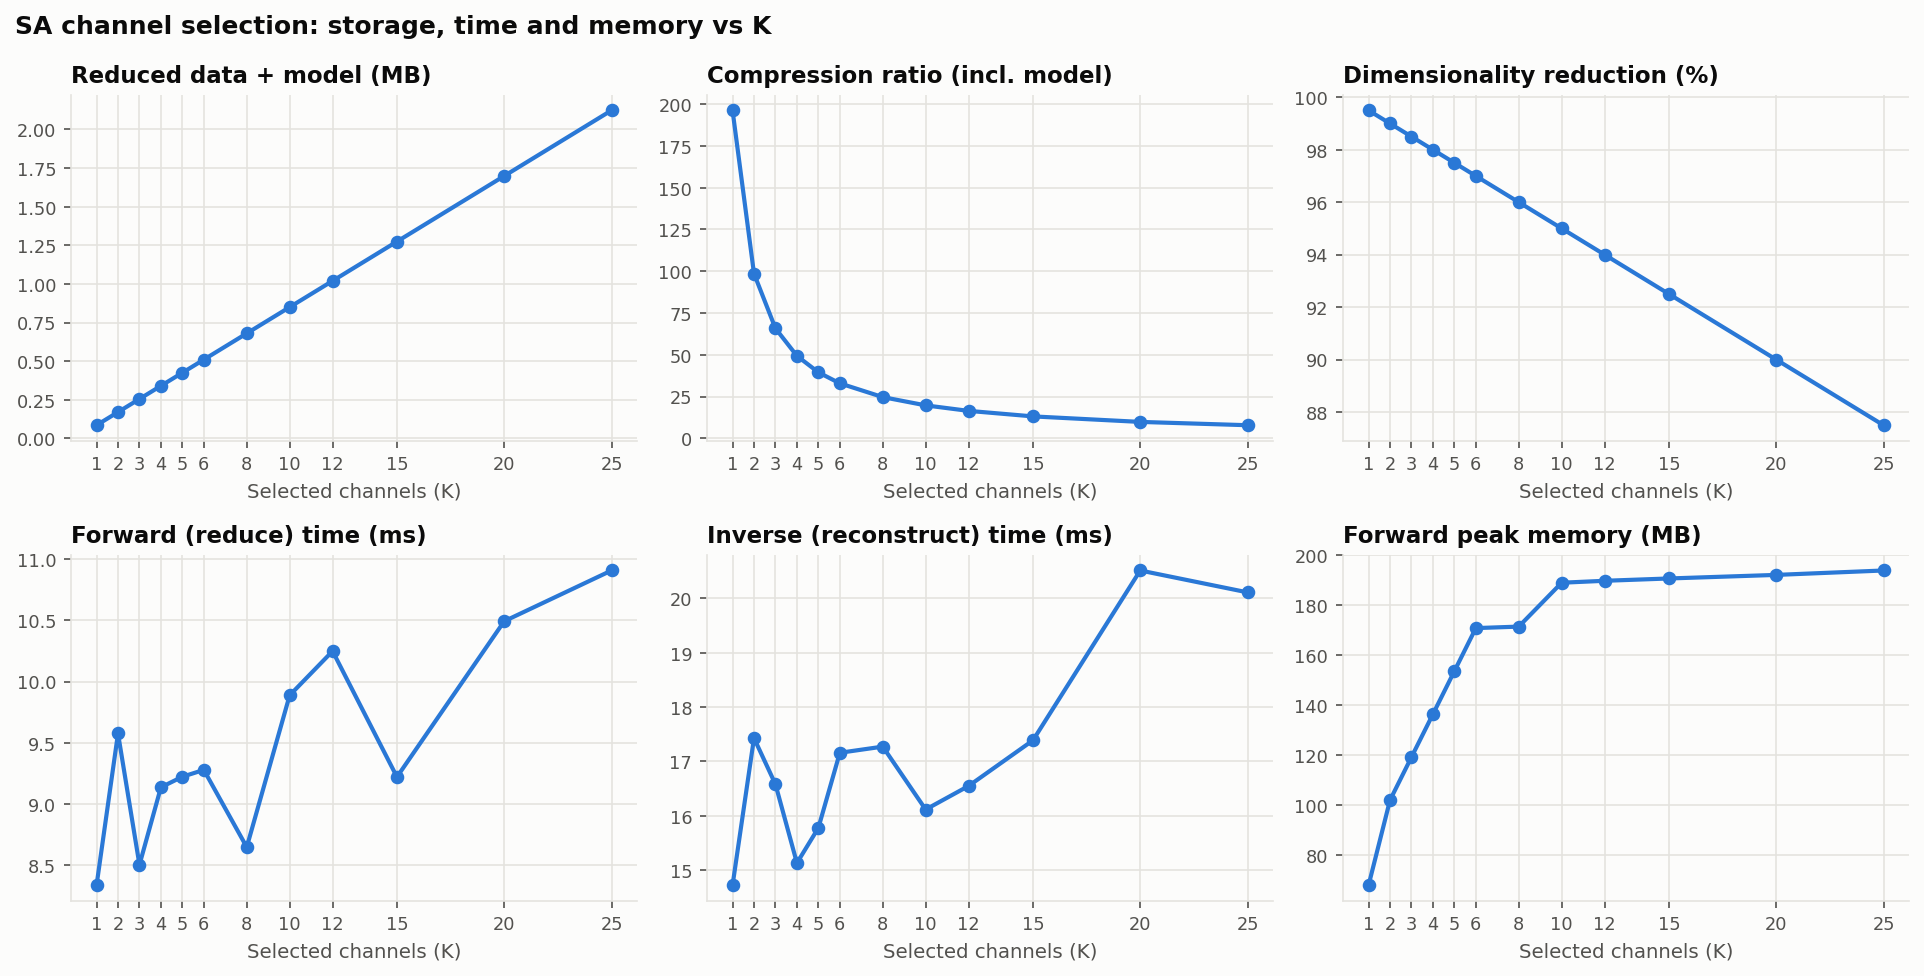 SA channel selection: storage, time and memory vs K
Reduced data + model (MB)
2.00
1.75
1.50
1.25
1.00
0.75
0.50
0.25
0.00
1 2 3 4 5 6 8 10 12 15 20 25
Selected channels (K)
Compression ratio (incl. model)
200
175
150
125
100
75
50
25
0
1 2 3 4 5 6 8 10 12 15 20 25
Selected channels (K)
Dimensionality reduction (%)
100
98
96
94
92
90
88
1 2 3 4 5 6 8 10 12 15 20 25
Selected channels (K)
Forward (reduce) time (ms)
11.0
10.5
10.0
9.5
9.0
8.5
1 2 3 4 5 6 8 10 12 15 20 25
Selected channels (K)
Inverse (reconstruct) time (ms)
20
19
18
17
16
15
1 2 3 4 5 6 8 10 12 15 20 25
Selected channels (K)
Forward peak memory (MB)
200
180
160
140
120
100
80
1 2 3 4 5 6 8 10 12 15 20 25
Selected channels (K)